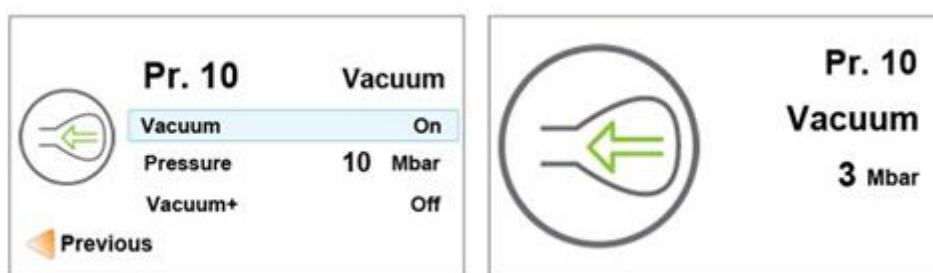 Pr. 10 Vacuum
Vacuum On
Pressure 10 Mbar
Vacuum+ Off
Previous
Pr. 10
Vacuum
3 Mbar